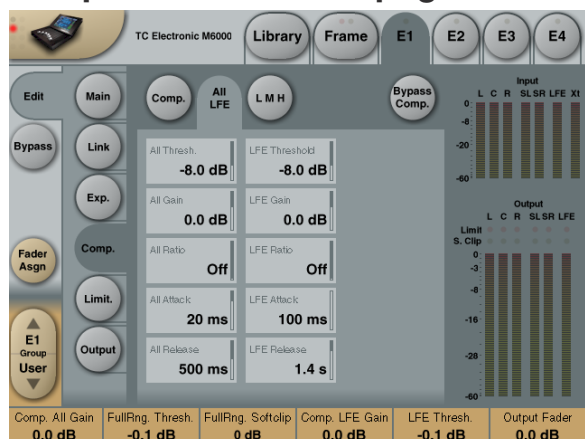 TC Electronic M6000
Library
Frame
E1
E2
E3
E4
Edit
Main
Comp.
All
LFE
L M H
Bypass
Comp.
Input
L C R SL SR LFE Xt
0
-20
-60
Bypass
Link
Exp.
Comp.
Limit.
Output
Fader
Asgn
E1
Group
User
All Thresh.
-8.0 dB
LFE Threshold
-8.0 dB
All Gain
0.0 dB
LFE Gain
0.0 dB
All Ratio
Off
LFE Ratio
Off
All Attack
20 ms
LFE Attack
100 ms
All Release
500 ms
LFE Release
1.4 s
Output
L C R SL SR LFE
Limit
S. Clip
0
-3
-8
-16
-28
-60
Comp. All Gain
0.0 dB
FullRng. Thresh.
-0.1 dB
FullRng. Softclip
0 dB
Comp. LFE Gain
0.0 dB
LFE Thresh.
-0.1 dB
Output Fader
0.0 dB